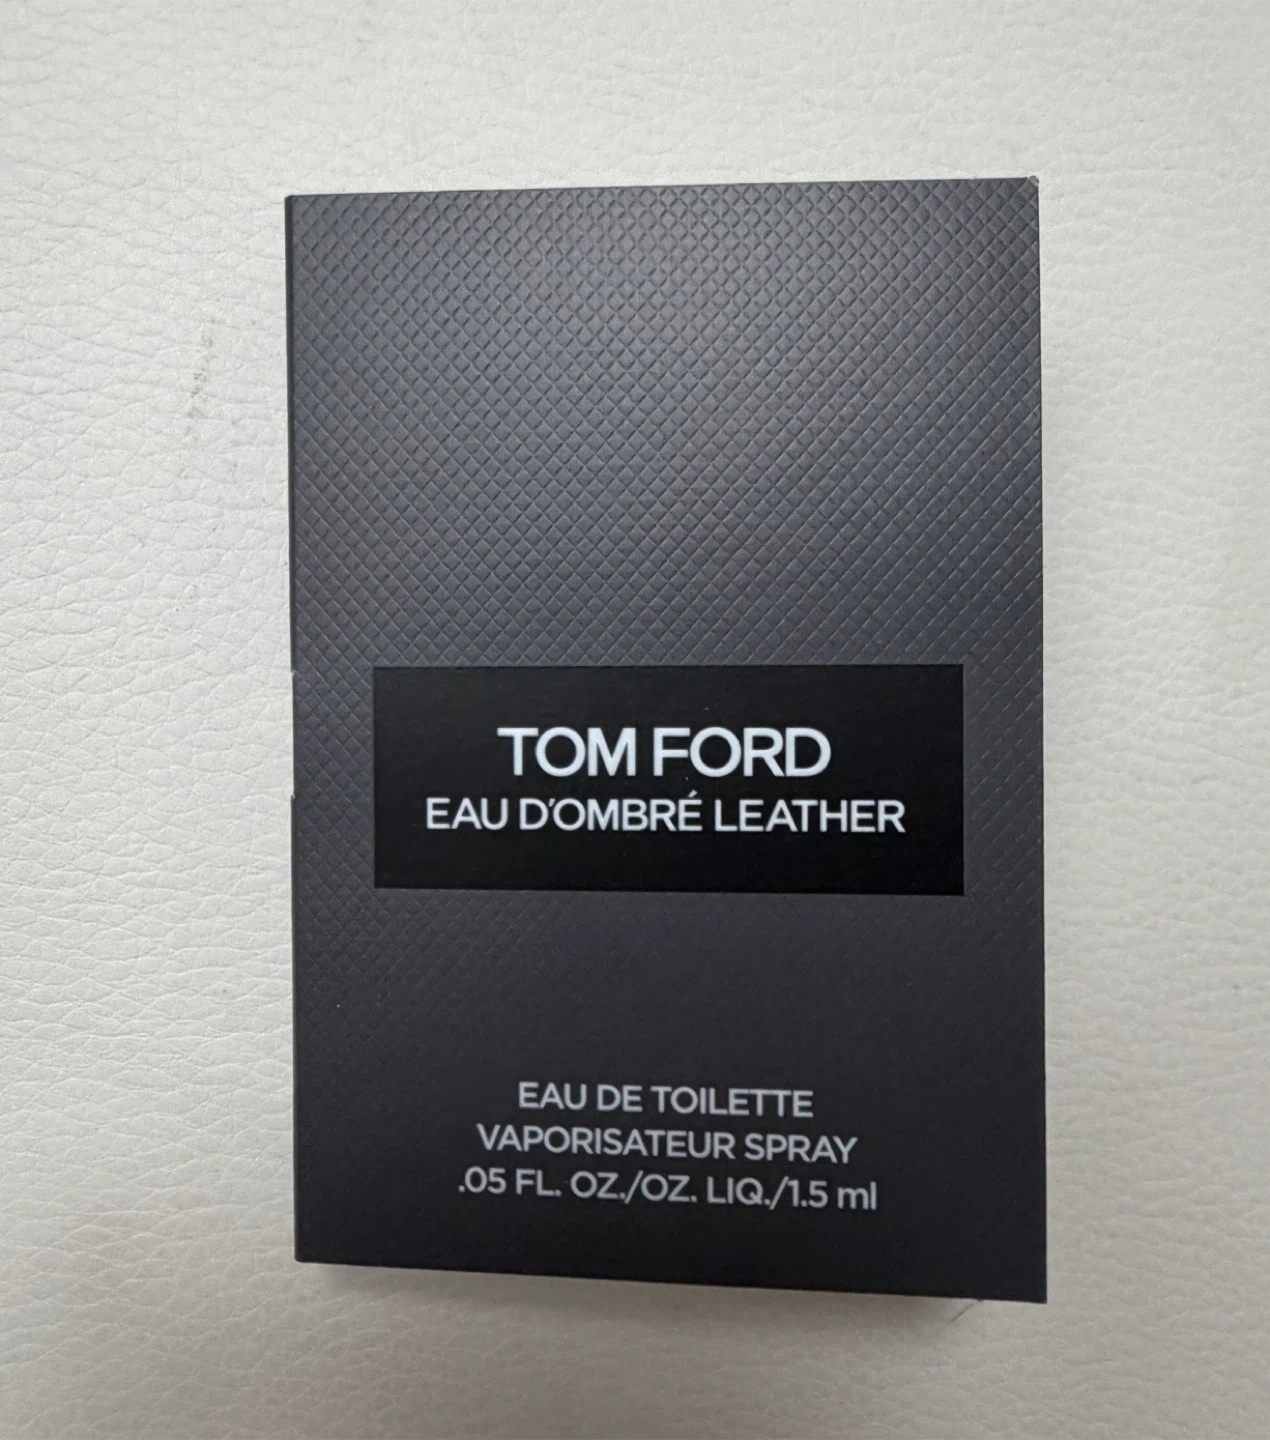 TOM FORD
EAU D'OMBRÉ LEATHER
EAU DE TOILETTE
VAPORISATEUR SPRAY
.05 FL. OZ./OZ. LIQ./1.5 ml